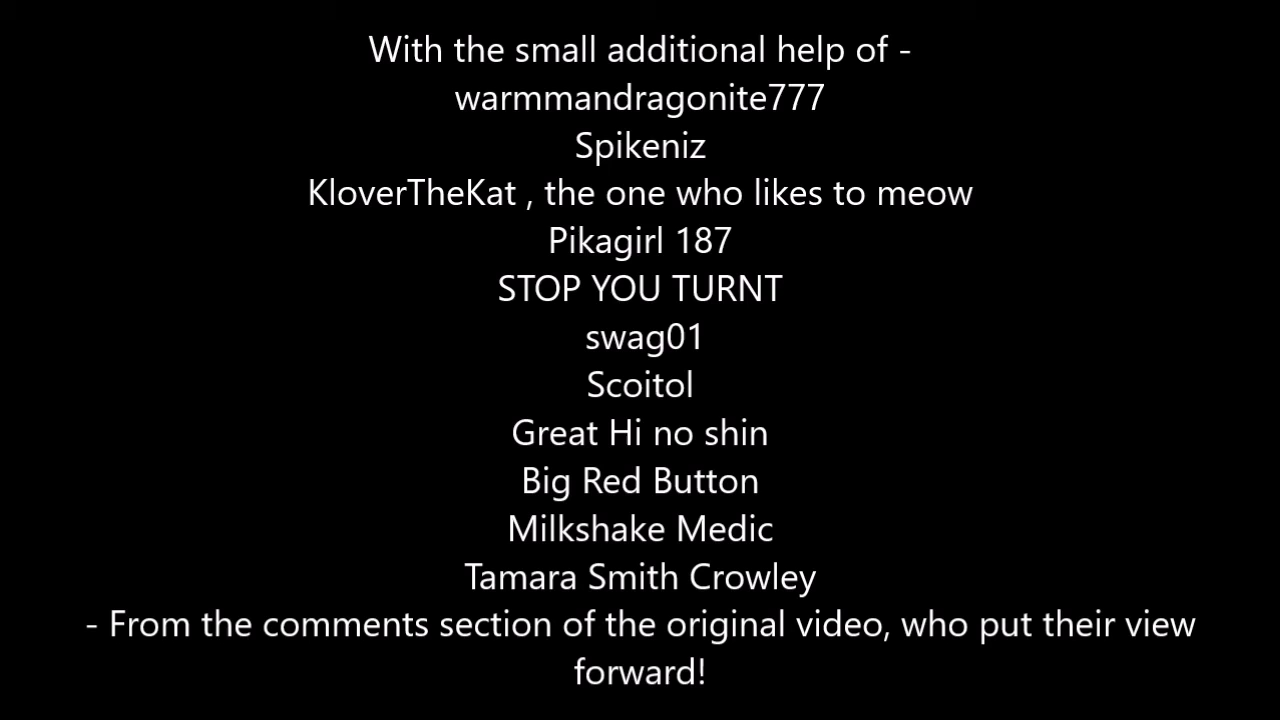 With the small additional help of -
warmmandragonite777
Spikeniz
KloverTheKat , the one who likes to meow
Pikagirl 187
STOP YOU TURNT
swag01
Scoitol
Great Hi no shin
Big Red Button
Milkshake Medic
Tamara Smith Crowley
- From the comments section of the original video, who put their view
forward!